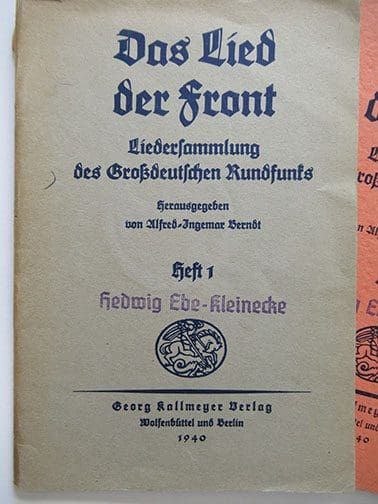 Das Lied
der Front
Liedersammlung
des Großdeutschen Rundfunks
Herausgegeben
von Alfred-Ingemar Berndt
Heft 1
Hedwig Ebe-Kleinecke
Georg Kallmeyer Verlag
Wolfenbüttel und Berlin
1940